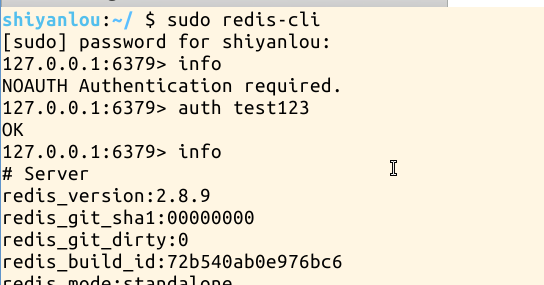 shiyanlou:~/ $ sudo redis-cli
[sudo] password for shiyanlou:
127.0.0.1:6379> info
NOAUTH Authentication required.
127.0.0.1:6379> auth test123
OK
127.0.0.1:6379> info
# Server
redis_version:2.8.9
redis_git_sha1:00000000
redis_git_dirty:0
redis_build_id:72b540ab0e976bc6
redis_mode:standalone